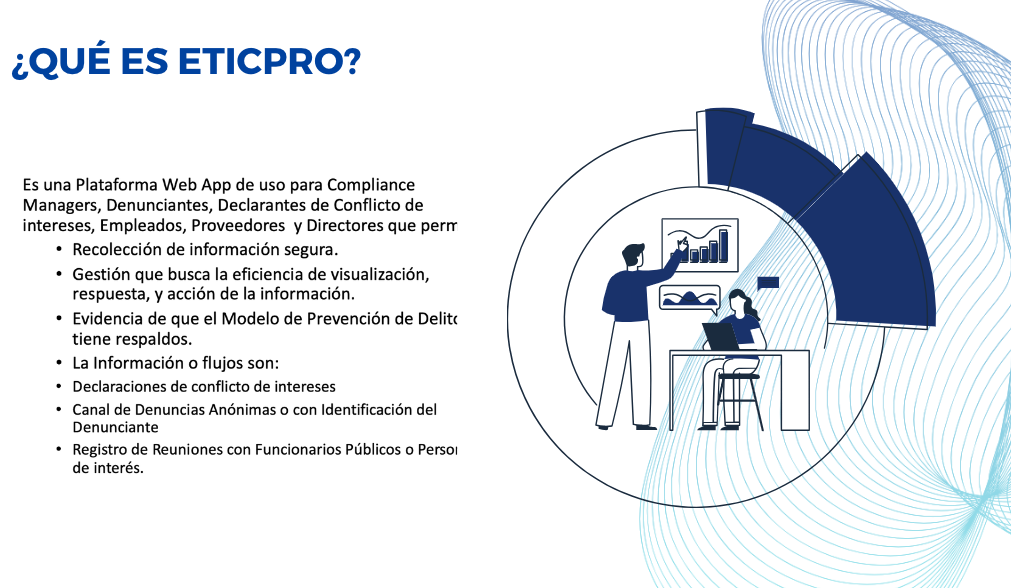 ¿QUÉ ES ETICPRO?
Es una Plataforma Web App de uso para Compliance
Managers, Denunciantes, Declarantes de Conflicto de
intereses, Empleados, Proveedores y Directores que perm
• Recolección de información segura.
• Gestión que busca la eficiencia de visualización,
respuesta, y acción de la información.
• Evidencia de que el Modelo de Prevención de Delito
tiene respaldos.
• La Información o flujos son:
• Declaraciones de conflicto de intereses
• Canal de Denuncias Anónimas o con Identificación del
Denunciante
• Registro de Reuniones con Funcionarios Públicos o Person
de interés.